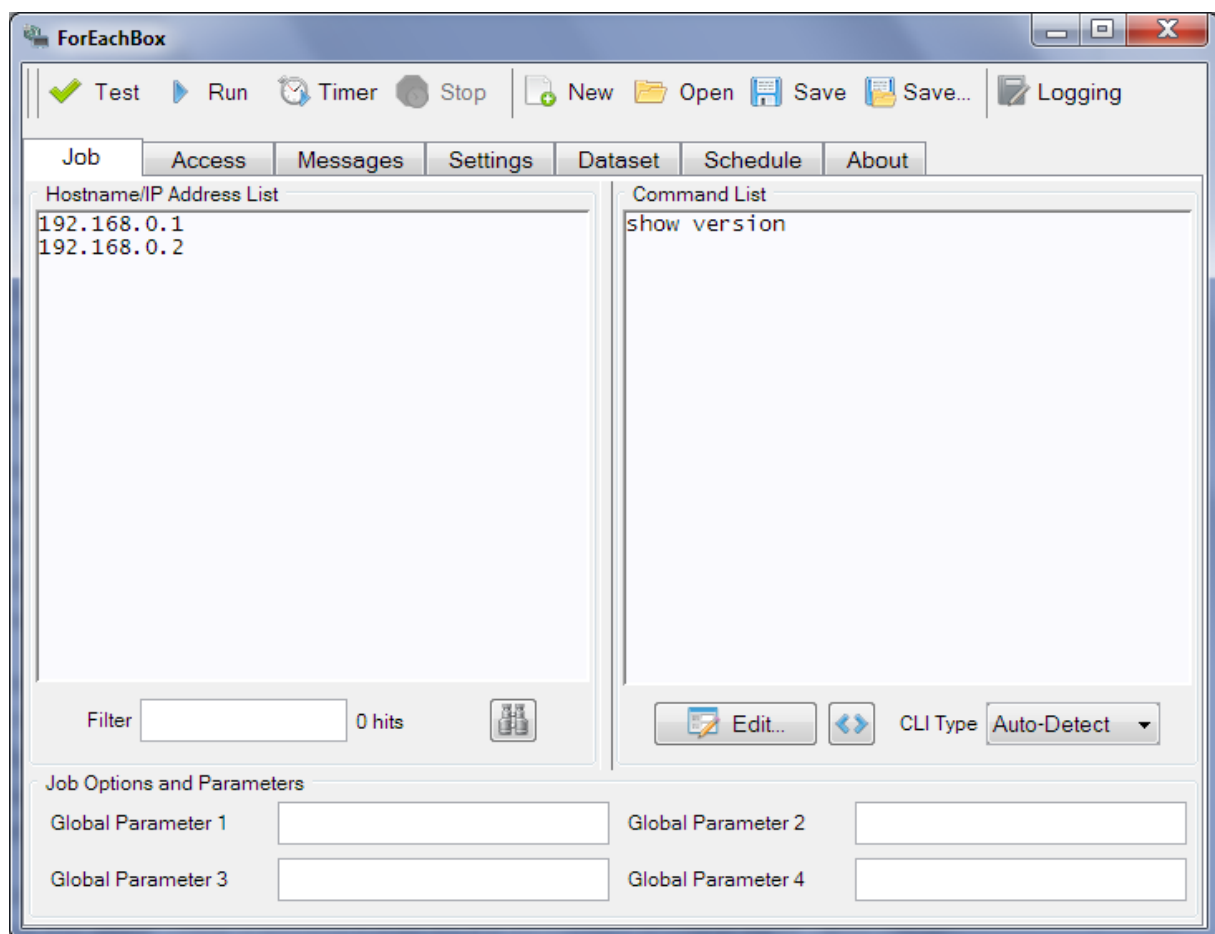 ForEachBox
Test Run Timer Stop New Open Save Save... Logging
Job Access Messages Settings Dataset Schedule About
Hostname/IP Address List
192.168.0.1
192.168.0.2
Command List
show version
Filter 0 hits
Edit... CLI Type Auto-Detect
Job Options and Parameters
Global Parameter 1 Global Parameter 2
Global Parameter 3 Global Parameter 4